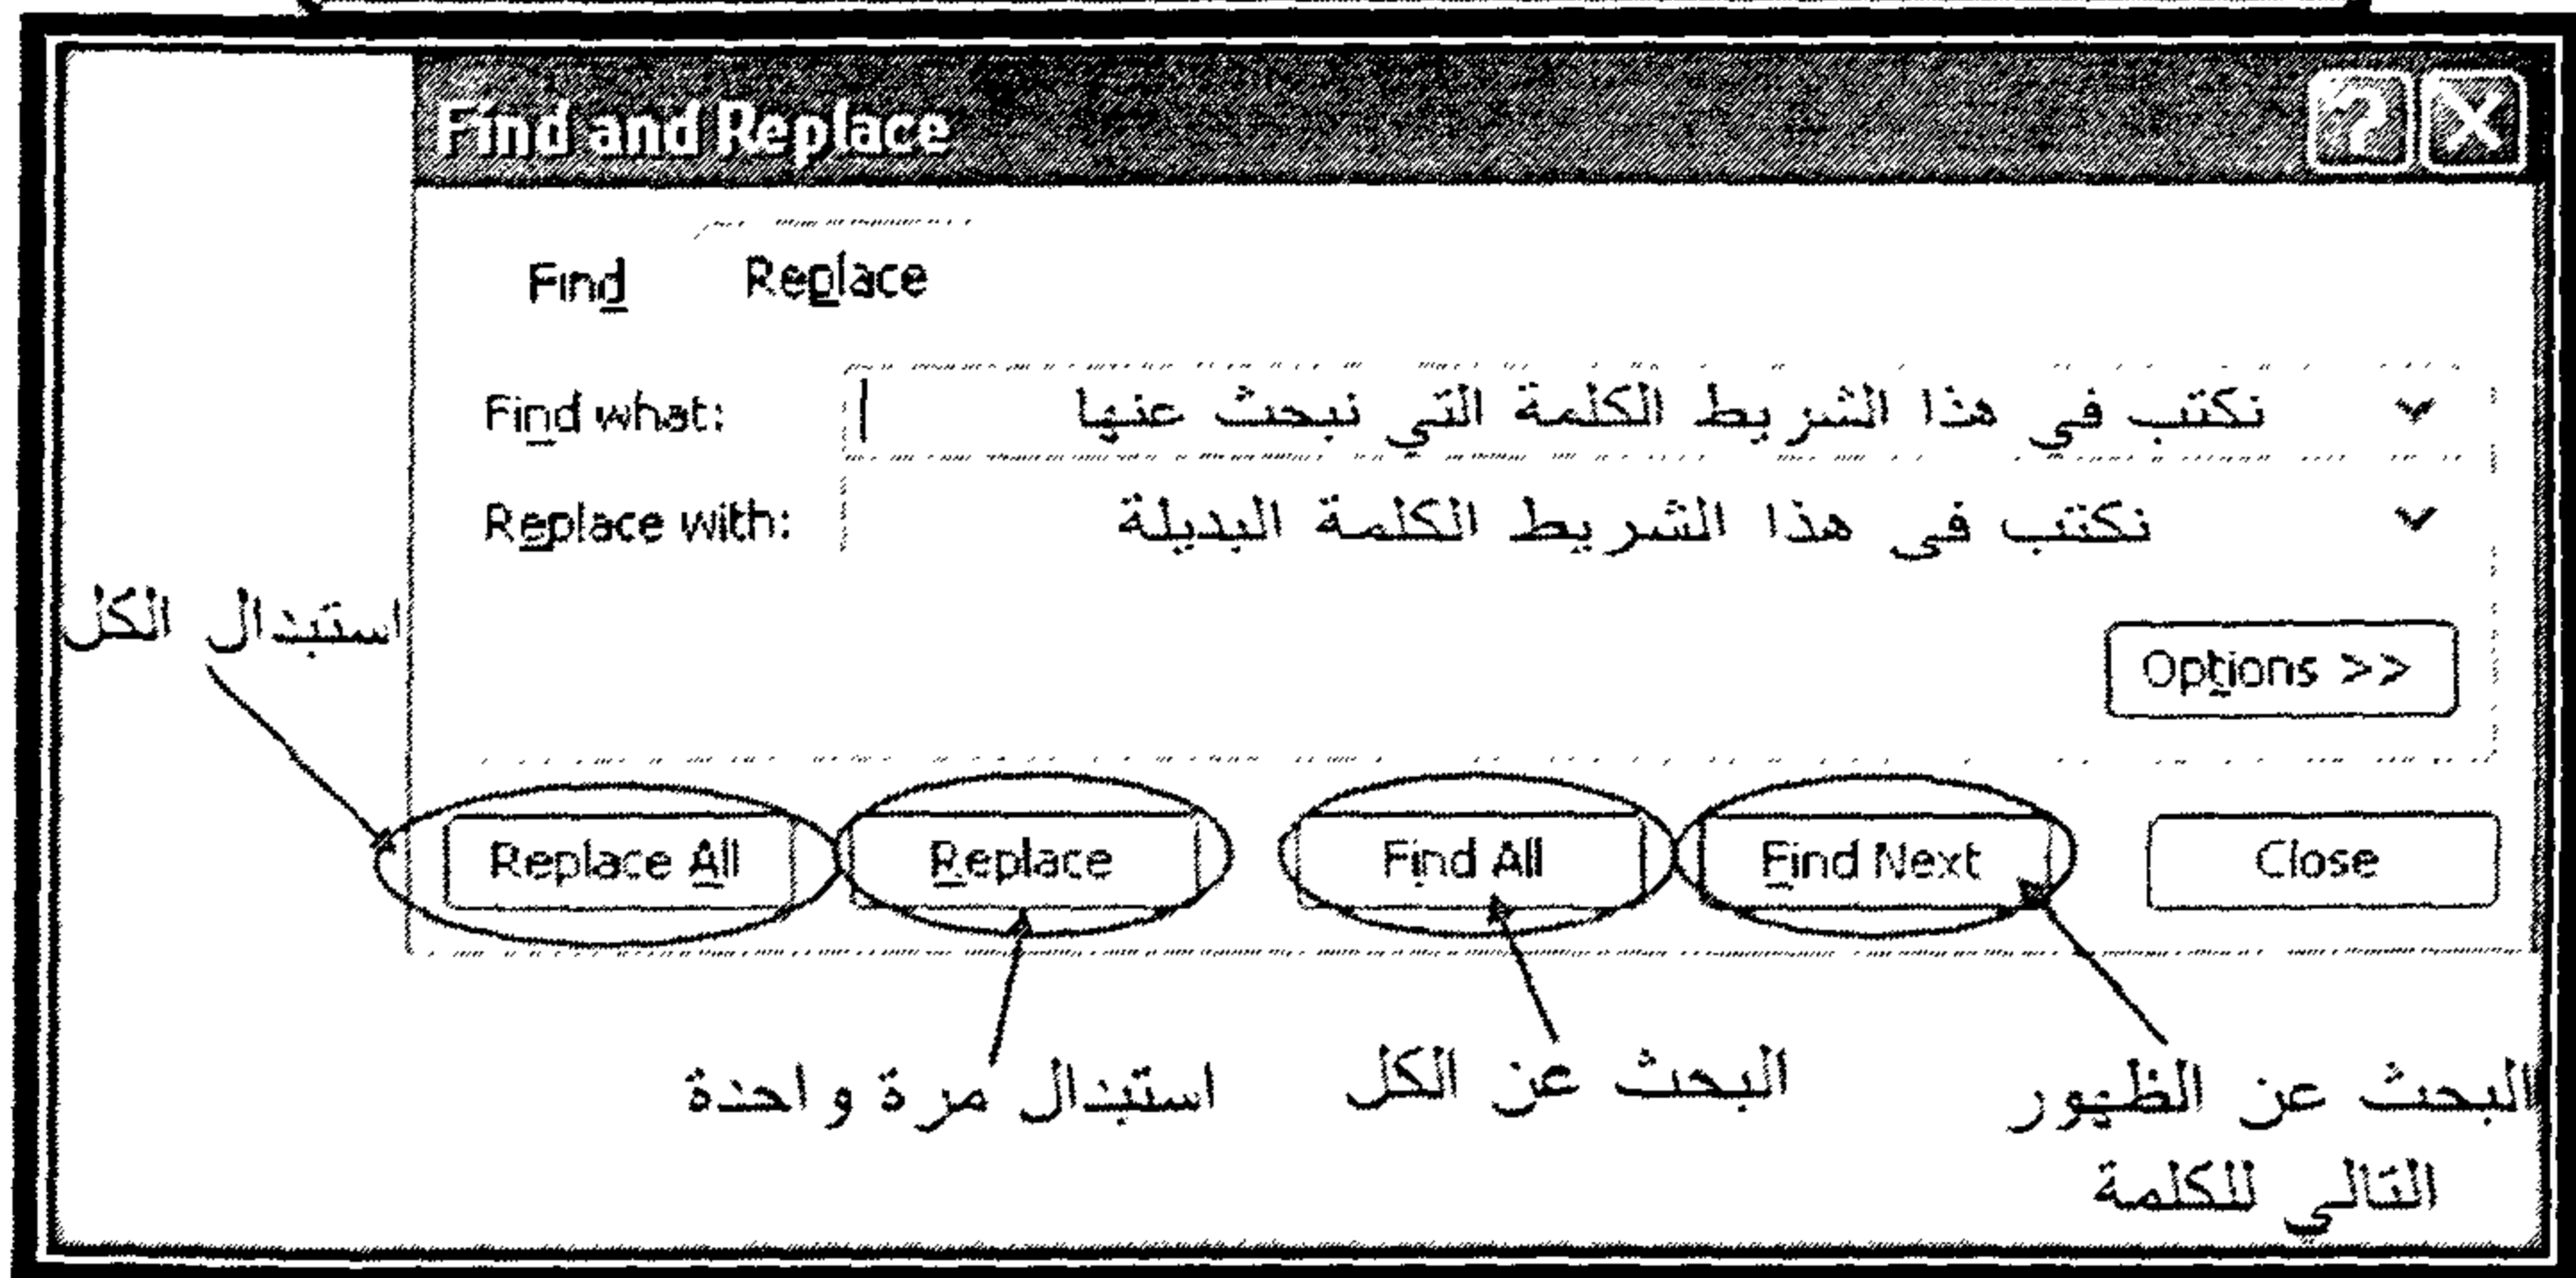 Find and Replace
Find Replace
Find what: نكتب فى هذا الشريط الكلمة التي نبحث عنها
Replace with: نكتب فى هذا الشريط الكلمة البديلة
استبدال الكل
Options >>
Replace All Replace Find All Find Next Close
استبدال مرة واحدة
البحث عن الكل
البحث عن الظهور
التالي للكلمة